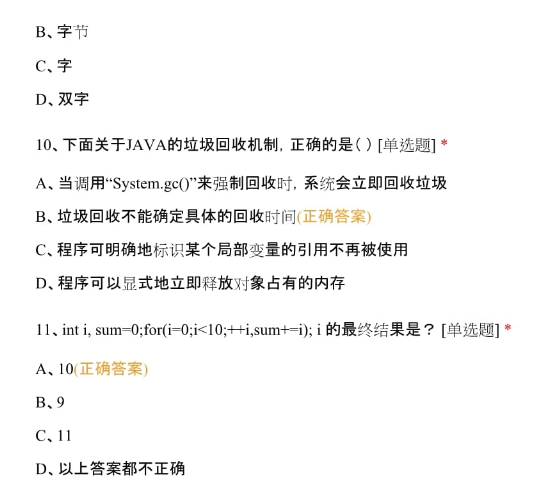 B、字节
C、字
D、双字
10、下面关于JAVA的垃圾回收机制，正确的是（ ）[单选题] *
A、当调用“System.gc()”来强制回收时，系统会立即回收垃圾
B、垃圾回收不能确定具体的回收时间(正确答案)
C、程序可明确地标识某个局部变量的引用不再被使用
D、程序可以显式地立即释放对象占有的内存
11、int i, sum=0;for(i=0;i<10;++i,sum+=i); i 的最终结果是？ [单选题] *
A、10(正确答案)
B、9
C、11
D、以上答案都不正确